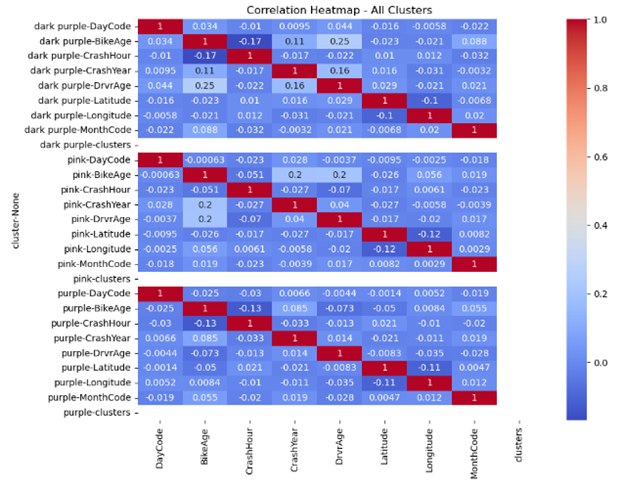 Correlation Heatmap - All Clusters
dark purple-DayCode 1 0.034 -0.01 0.0095 0.044 -0.016 -0.0058 -0.022
dark purple-BikeAge 0.034 1 -0.17 0.11 0.25 -0.023 -0.021 0.088
dark purple-CrashHour -0.01 -0.17 1 -0.017 -0.022 0.01 0.012 -0.032
dark purple-CrashYear 0.0095 0.11 -0.017 1 0.16 0.016 -0.031 -0.0032
dark purple-DrvrAge 0.044 0.25 -0.022 0.16 1 0.029 -0.021 0.021
dark purple-Latitude -0.016 -0.023 0.01 0.016 0.029 1 -0.1 -0.0068
dark purple-Longitude -0.0058 -0.021 0.012 -0.031 -0.021 -0.1 1 0.02
dark purple-MonthCode -0.022 0.088 -0.032 -0.0032 0.021 -0.0068 0.02 1
dark purple-clusters
pink-DayCode 1 -0.00063 -0.023 0.028 -0.0037 -0.0095 -0.0025 -0.018
pink-BikeAge -0.00063 1 -0.051 0.2 0.2 -0.026 0.056 0.019
pink-CrashHour -0.023 -0.051 1 -0.027 -0.07 -0.017 0.0061 -0.023
pink-CrashYear 0.028 0.2 -0.027 1 0.04 -0.027 -0.0058 -0.0039
pink-DrvrAge -0.0037 0.2 -0.07 0.04 1 -0.017 -0.02 0.017
pink-Latitude -0.0095 -0.026 -0.017 -0.027 -0.017 1 -0.12 0.0082
pink-Longitude -0.0025 0.056 0.0061 -0.0058 -0.02 -0.12 1 0.0029
pink-MonthCode -0.018 0.019 -0.023 -0.0039 0.017 0.0082 0.0029 1
pink-clusters
purple-DayCode 1 -0.025 -0.03 0.0066 -0.0044 -0.0014 0.0052 -0.019
purple-BikeAge -0.025 1 -0.13 0.085 -0.073 -0.05 0.0084 0.055
purple-CrashHour -0.03 -0.13 1 -0.033 -0.013 0.021 -0.01 -0.02
purple-CrashYear 0.0066 0.085 -0.033 1 0.014 -0.021 -0.011 0.019
purple-DrvrAge -0.0044 -0.073 -0.013 0.014 1 -0.0083 -0.035 -0.028
purple-Latitude -0.0014 -0.05 0.021 -0.021 -0.0083 1 -0.11 0.0047
purple-Longitude 0.0052 0.0084 -0.01 -0.011 -0.035 -0.11 1 0.012
purple-MonthCode -0.019 0.055 -0.02 0.019 -0.028 0.0047 0.012 1
purple-clusters
cluster-None
DayCode
BikeAge
CrashHour
CrashYear
DrvrAge
Latitude
Longitude
MonthCode
clusters
1.0
0.8
0.6
0.4
0.2
0.0